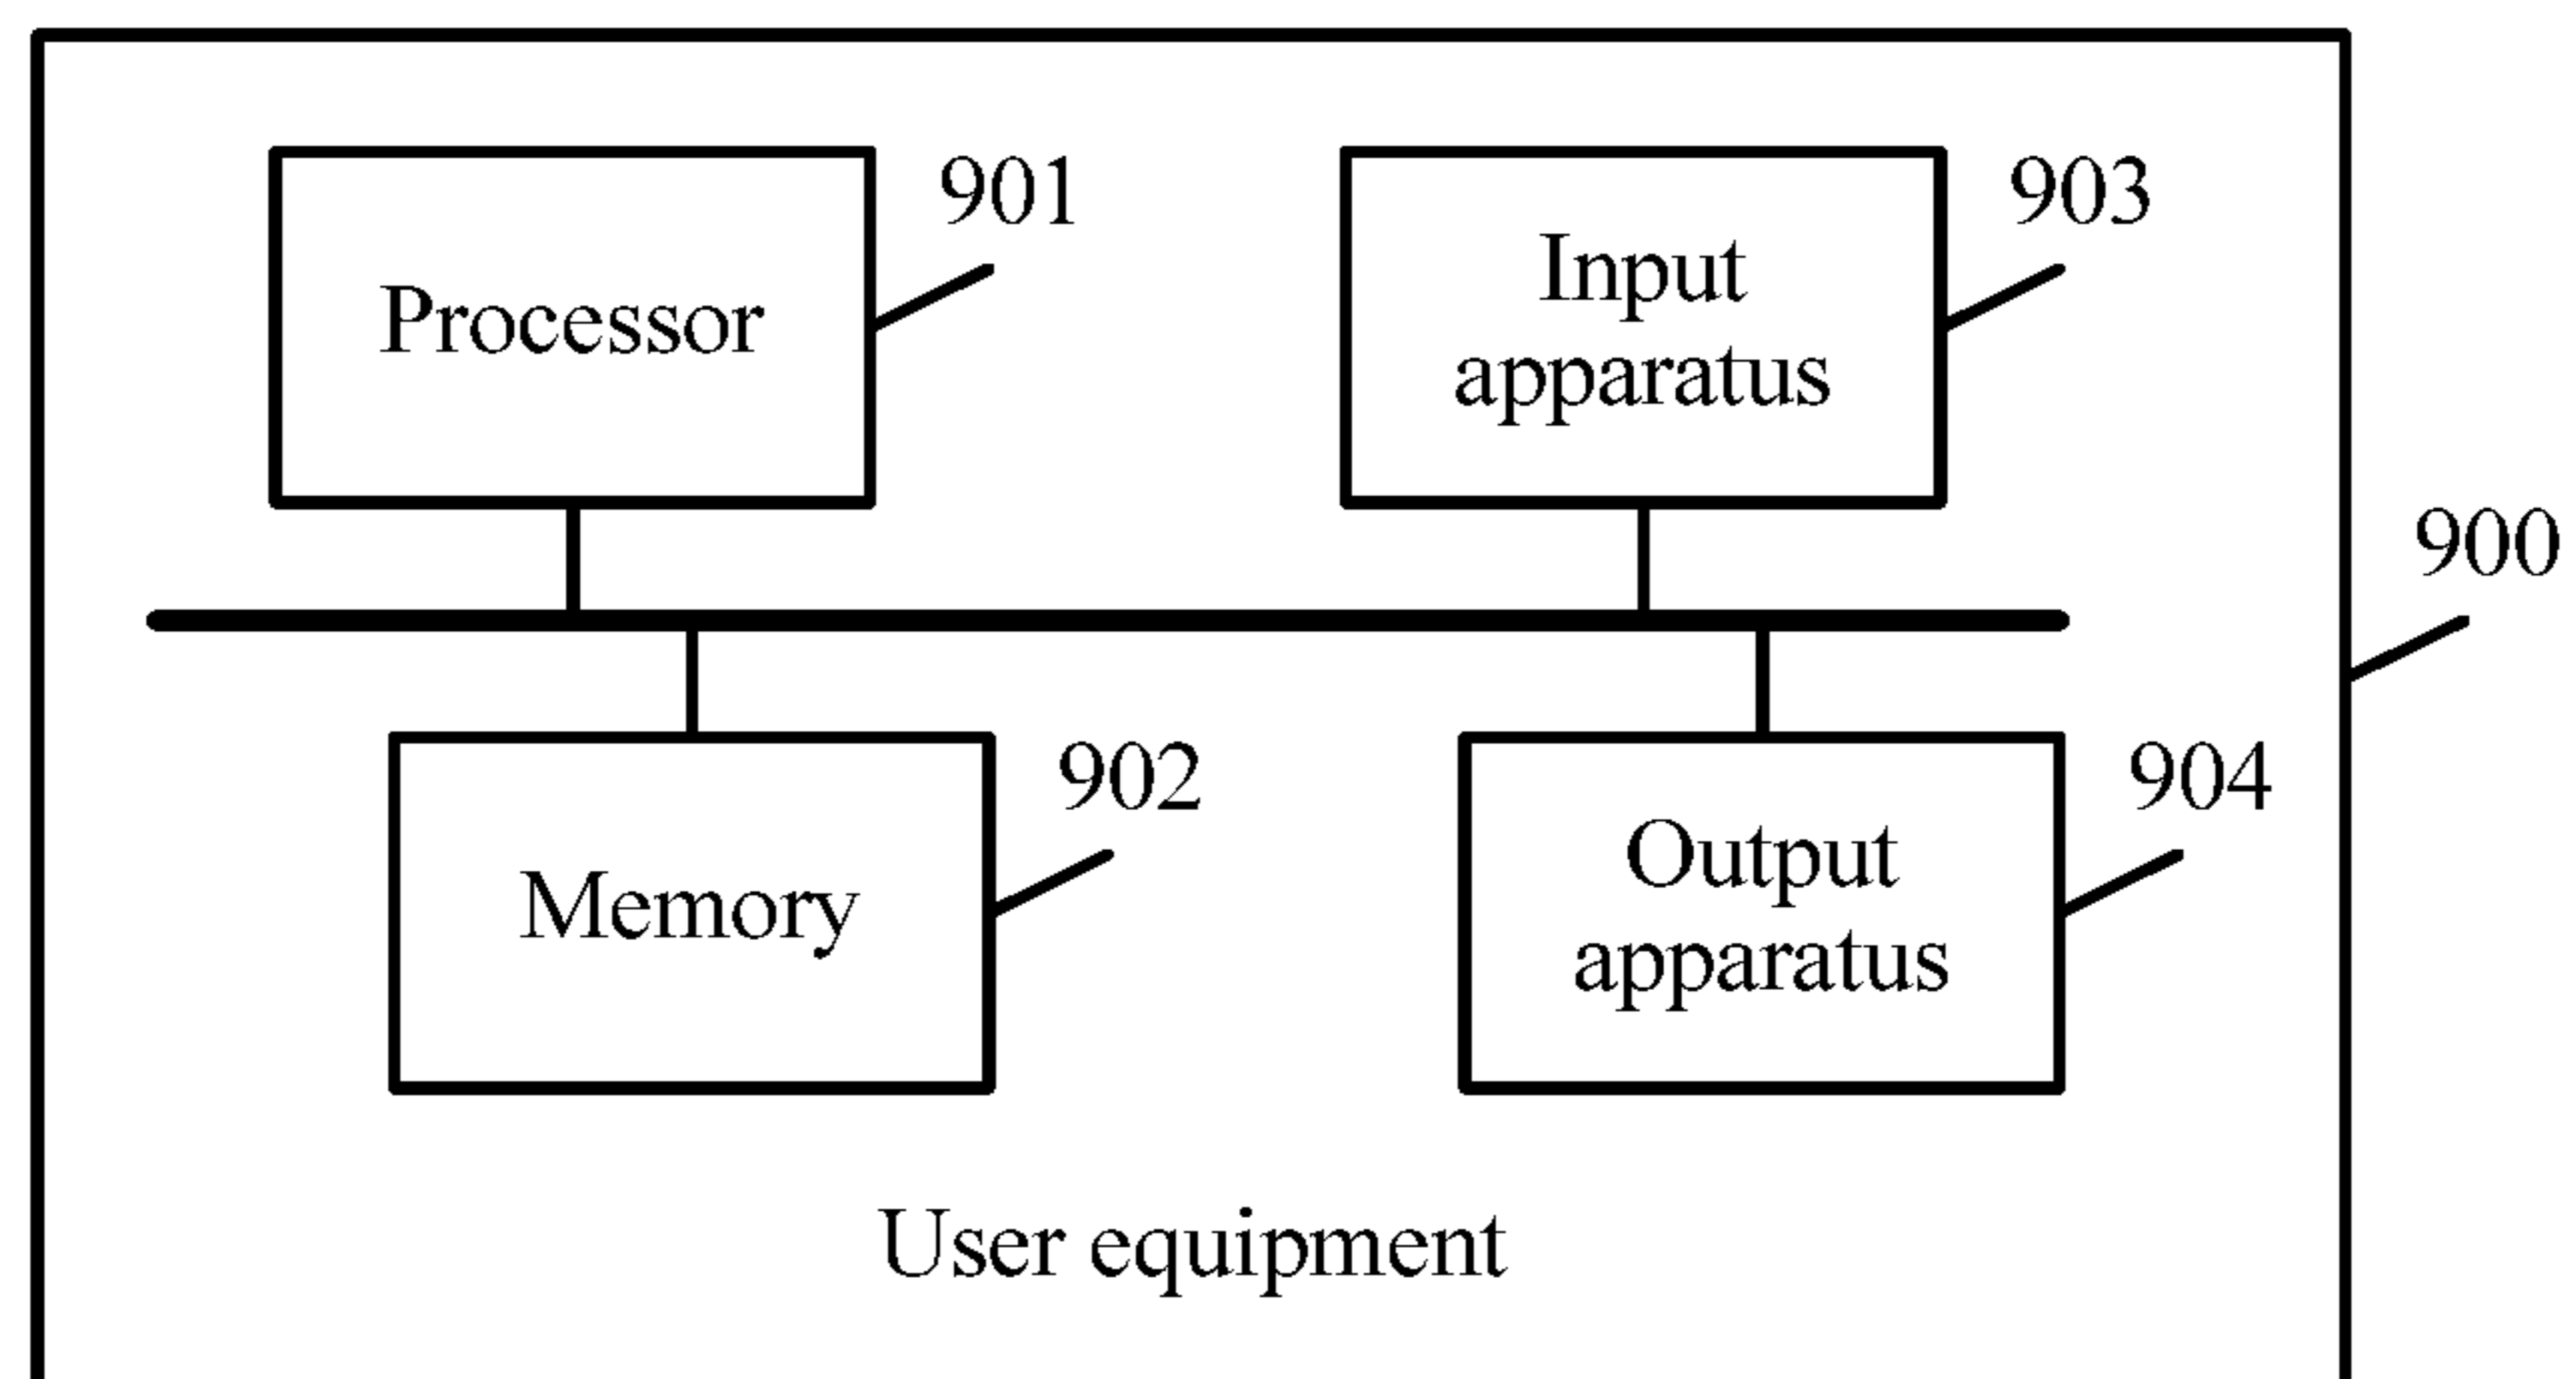 901
Processor
903
Input
apparatus
900
902
Memory
904
Output
apparatus
User equipment